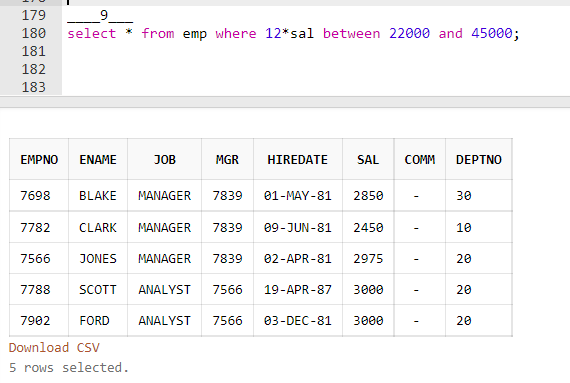 179 ____9___
180 select * from emp where 12*sal between 22000 and 45000;
181
182
183
EMPNO ENAME JOB MGR HIREDATE SAL COMM DEPTNO
7698 BLAKE MANAGER 7839 01-MAY-81 2850 - 30
7782 CLARK MANAGER 7839 09-JUN-81 2450 - 10
7566 JONES MANAGER 7839 02-APR-81 2975 - 20
7788 SCOTT ANALYST 7566 19-APR-87 3000 - 20
7902 FORD ANALYST 7566 03-DEC-81 3000 - 20
Download CSV
5 rows selected.